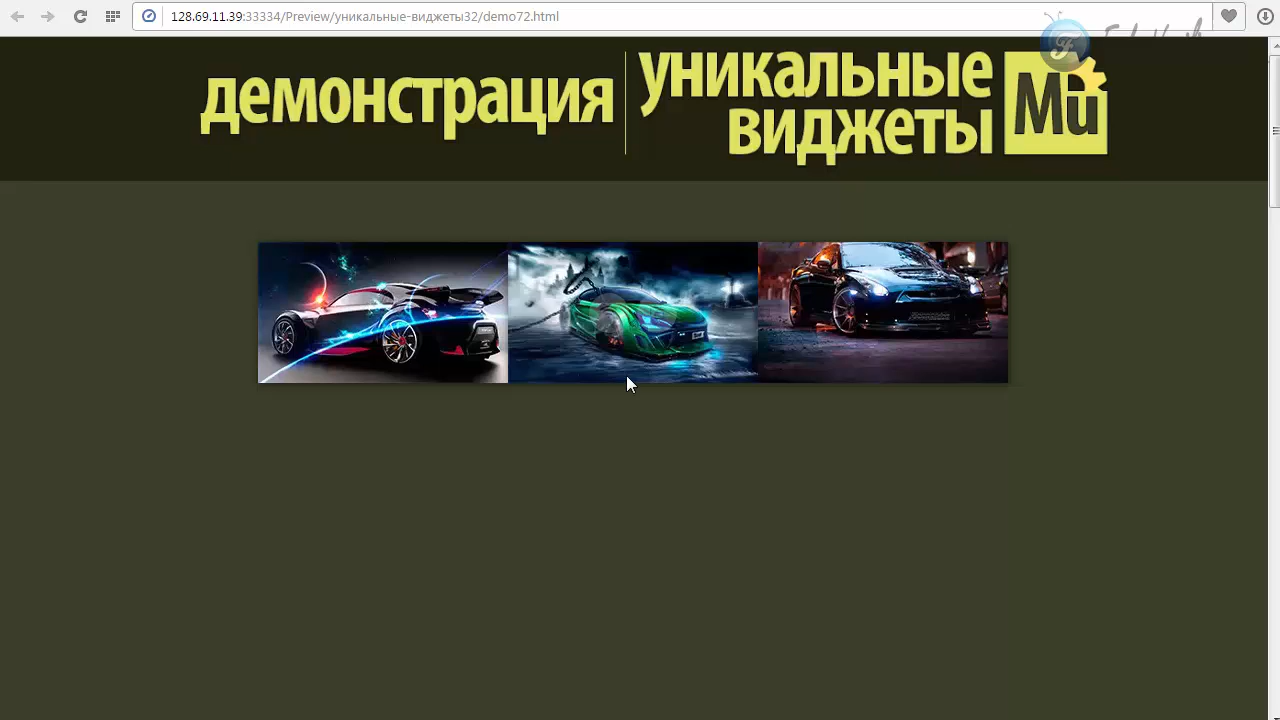 128.69.11.39:33334/Preview/уникальные-виджеты32/demo72.html
демонстрация
уникальные
виджеты
Mu